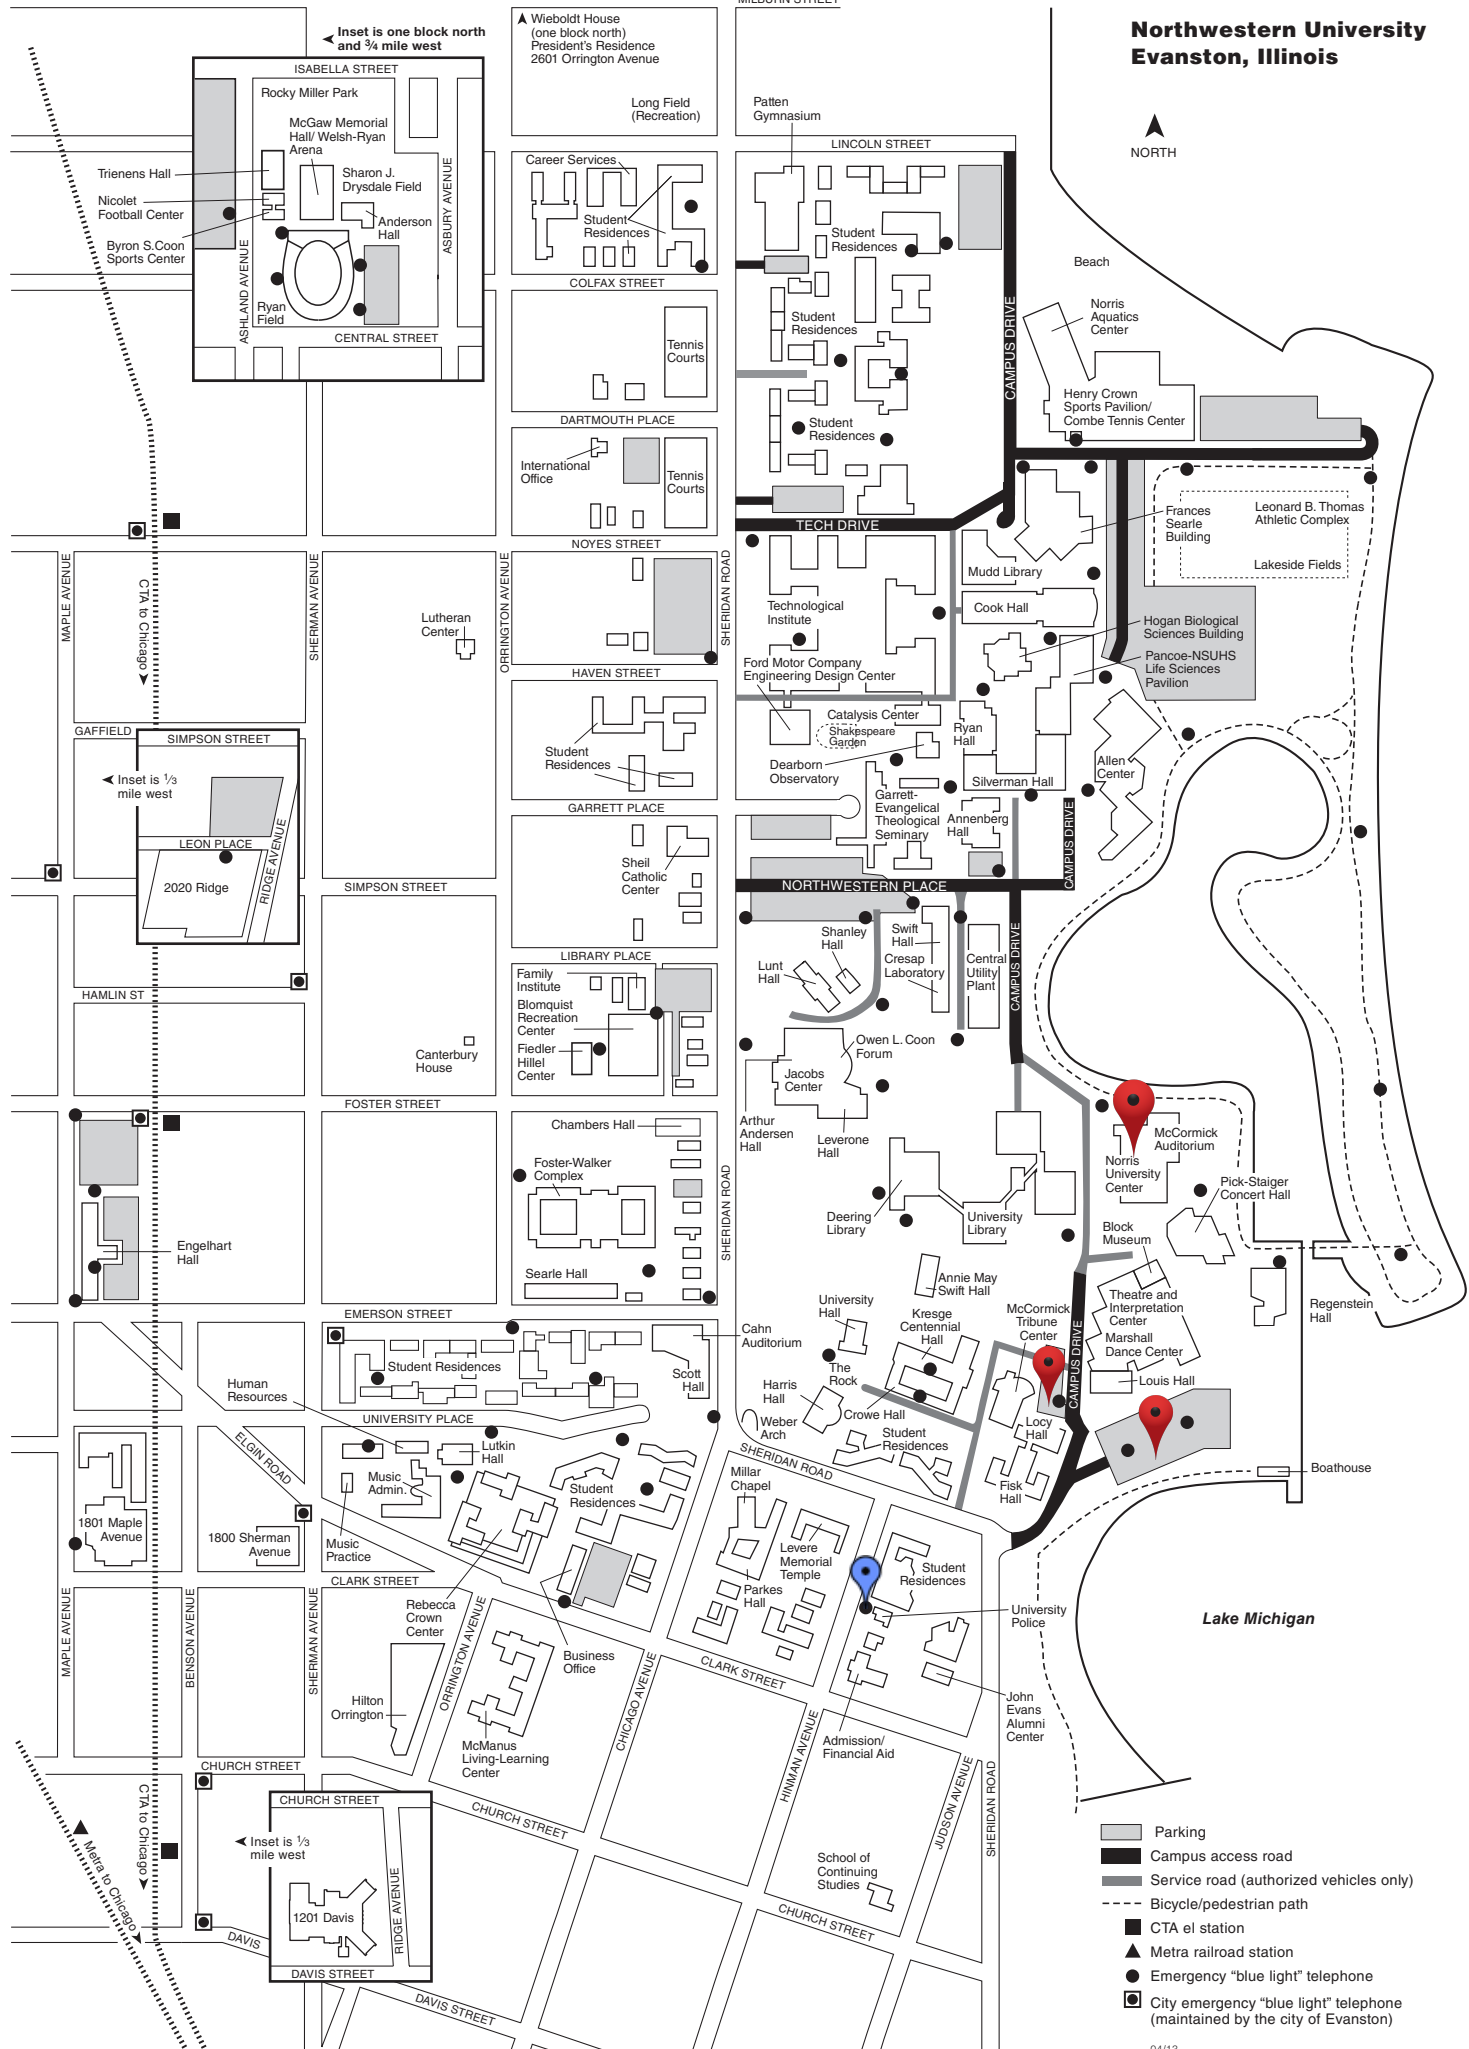 MILBURN STREET
Northwestern University
Evanston, Illinois
NORTH
Inset is one block north
and ¾ mile west
Wieboldt House
(one block north)
President's Residence
2601 Orrington Avenue
Long Field
(Recreation)
Patten
Gymnasium
LINCOLN STREET
ISABELLA STREET
Rocky Miller Park
McGaw Memorial
Hall/ Welsh-Ryan
Arena
Trienens Hall
Sharon J.
Drysdale Field
Nicolet
Football Center
Anderson
Hall
Byron S.Coon
Sports Center
ASHLAND AVENUE
ASBURY AVENUE
Ryan
Field
CENTRAL STREET
Career Services
Student
Residences
COLFAX STREET
Tennis
Courts
DARTMOUTH PLACE
International
Office
Tennis
Courts
NOYES STREET
Student
Residences
Student
Residences
Student
Residences
CAMPUS DRIVE
Beach
Norris
Aquatics
Center
Henry Crown
Sports Pavilion/
Combe Tennis Center
TECH DRIVE
Frances
Searle
Building
Leonard B. Thomas
Athletic Complex
Lakeside Fields
Mudd Library
Cook Hall
Technological
Institute
Hogan Biological
Sciences Building
Pancoe-NSUHS
Life Sciences
Pavilion
Ford Motor Company
Engineering Design Center
Catalysis Center
Shakespeare
Garden
Ryan
Hall
Dearborn
Observatory
Silverman Hall
Allen
Center
Garrett-
Evangelical
Theological
Seminary
Annenberg
Hall
CAMPUS DRIVE
MAPLE AVENUE
CTA to Chicago
SHERMAN AVENUE
ORRINGTON AVENUE
SHERIDAN ROAD
Lutheran
Center
HAVEN STREET
Student
Residences
GARRETT PLACE
Sheil
Catholic
Center
GAFFIELD
SIMPSON STREET
Inset is ⅓
mile west
LEON PLACE
2020 Ridge
RIDGE AVENUE
SIMPSON STREET
NORTHWESTERN PLACE
LIBRARY PLACE
Family
Institute
Blomquist
Recreation
Center
Fiedler
Hillel
Center
HAMLIN ST
Canterbury
House
FOSTER STREET
Shanley
Hall
Swift
Hall
Lunt
Hall
Cresap
Laboratory
Central
Utility
Plant
CAMPUS DRIVE
Owen L. Coon
Forum
Jacobs
Center
Arthur
Andersen
Hall
Leverone
Hall
Chambers Hall
Foster-Walker
Complex
SHERIDAN ROAD
McCormick
Auditorium
Norris
University
Center
Pick-Staiger
Concert Hall
Deering
Library
University
Library
Block
Museum
Engelhart
Hall
Searle Hall
EMERSON STREET
Annie May
Swift Hall
University
Hall
Kresge
Centennial
Hall
McCormick
Tribune
Center
Theatre and
Interpretation
Center
Marshall
Dance Center
Regenstein
Hall
Cahn
Auditorium
Student Residences
Scott
Hall
The
Rock
Harris
Hall
Crowe Hall
CAMPUS DRIVE
Louis Hall
Human
Resources
UNIVERSITY PLACE
Weber
Arch
Student
Residences
Locy
Hall
ELGIN ROAD
Lutkin
Hall
Music
Admin.
SHERIDAN ROAD
Millar
Chapel
Fisk
Hall
Boathouse
Student
Residences
1801 Maple
Avenue
1800 Sherman
Avenue
Music
Practice
Levere
Memorial
Temple
Student
Residences
CLARK STREET
Rebecca
Crown
Center
Parkes
Hall
University
Police
Lake Michigan
MAPLE AVENUE
BENSON AVENUE
SHERMAN AVENUE
ORRINGTON AVENUE
Business
Office
CHICAGO AVENUE
CLARK STREET
Hilton
Orrington
McManus
Living-Learning
Center
HINMAN AVENUE
Admission/
Financial Aid
John
Evans
Alumni
Center
JUDSON AVENUE
SHERIDAN ROAD
CHURCH STREET
CTA to Chicago
Metra to Chicago
CHURCH STREET
CHURCH STREET
Inset is ⅓
mile west
1201 Davis
RIDGE AVENUE
DAVIS STREET
DAVIS
DAVIS STREET
School of
Continuing
Studies
CHURCH STREET
Parking
Campus access road
Service road (authorized vehicles only)
Bicycle/pedestrian path
CTA el station
Metra railroad station
Emergency “blue light” telephone
City emergency “blue light” telephone
(maintained by the city of Evanston)
04/13